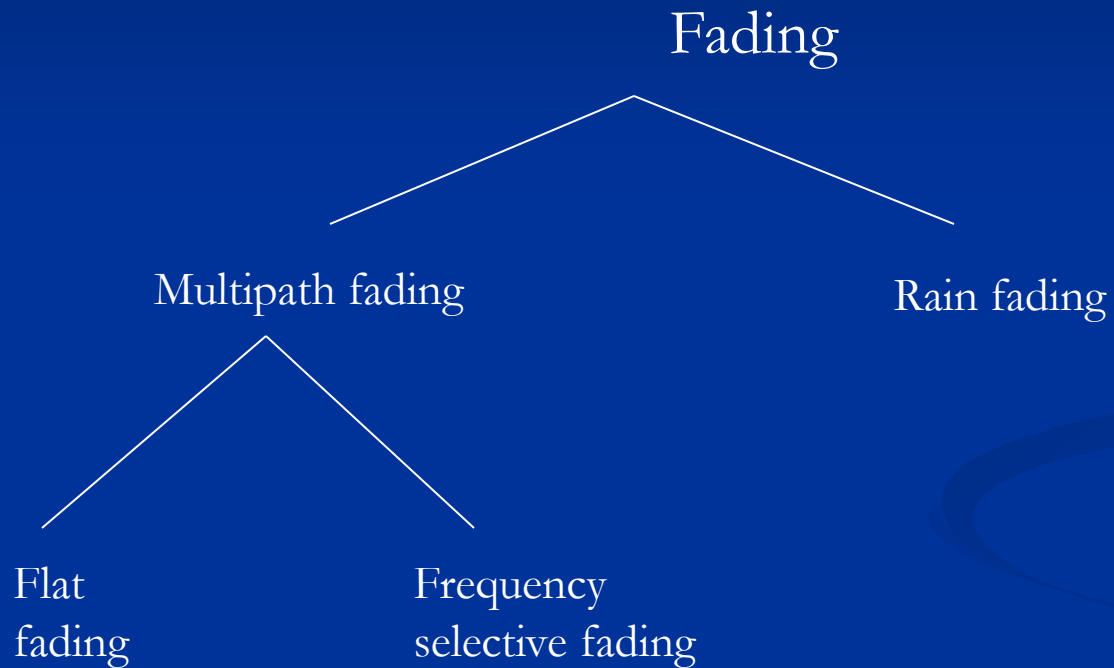 Fading
Multipath fading
Rain fading
Flat
fading
Frequency
selective fading